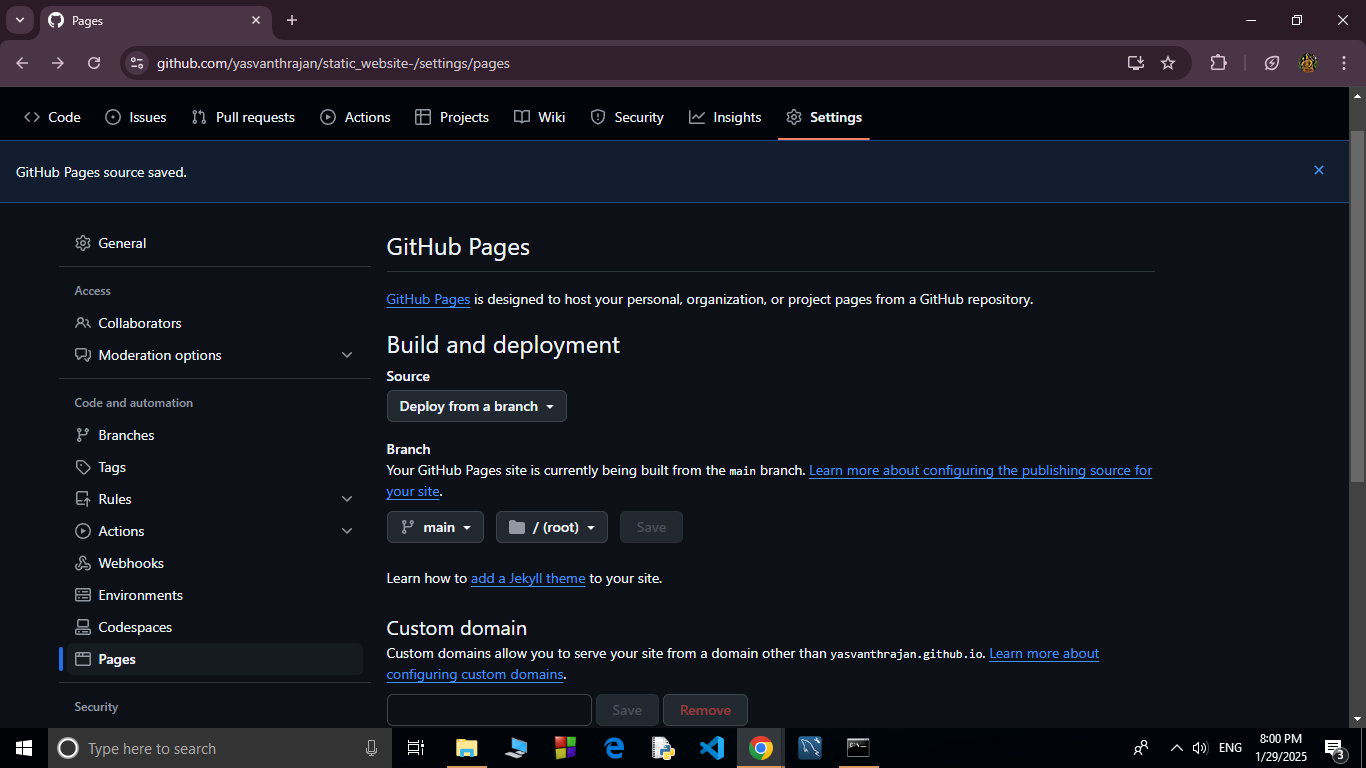 Pages
github.com/yasvanthrajan/static_website-/settings/pages
Code Issues Pull requests Actions Projects Wiki Security Insights Settings
GitHub Pages source saved.
General
Access
Collaborators
Moderation options
Code and automation
Branches
Tags
Rules
Actions
Webhooks
Environments
Codespaces
Pages
Security
GitHub Pages
GitHub Pages is designed to host your personal, organization, or project pages from a GitHub repository.
Build and deployment
Source
Deploy from a branch
Branch
Your GitHub Pages site is currently being built from the main branch. Learn more about configuring the publishing source for
your site.
main / (root) Save
Learn how to add a Jekyll theme to your site.
Custom domain
Custom domains allow you to serve your site from a domain other than yasvanthrajan.github.io. Learn more about
configuring custom domains.
Save Remove
Type here to search
ENG
8:00 PM
1/29/2025
3